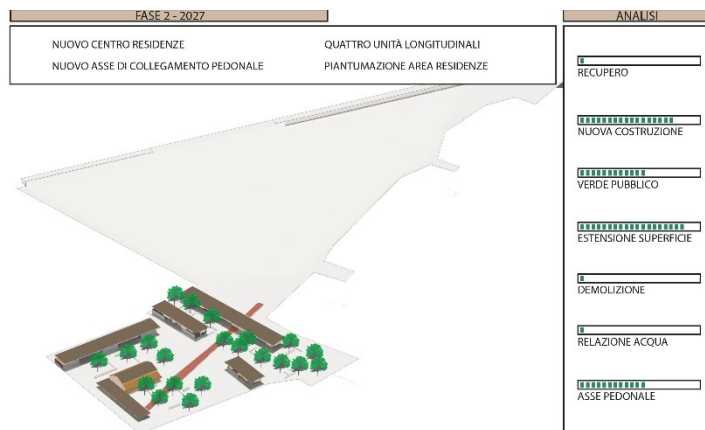 FASE 2 - 2027
ANALISI
NUOVO CENTRO RESIDENZE
QUATTRO UNITÀ LONGITUDINALI
NUOVO ASSE DI COLLEGAMENTO PEDONALE
PIANTUMAZIONE AREA RESIDENZE
RECUPERO
NUOVA COSTRUZIONE
VERDE PUBBLICO
ESTENSIONE SUPERFICIE
DEMOLIZIONE
RELAZIONE ACQUA
ASSE PEDONALE